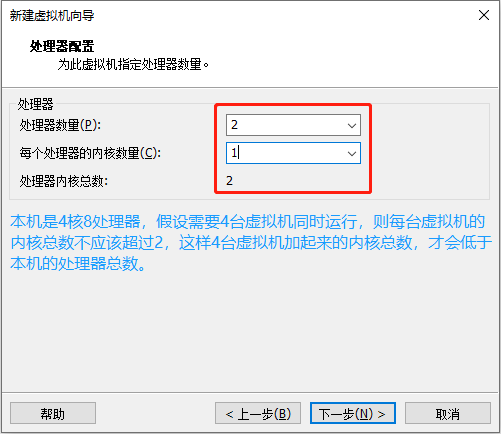 新建虚拟机向导
处理器配置
为此虚拟机指定处理器数量。
处理器
处理器数量(P):
2
每个处理器的内核数量(C):
1
处理器内核总数:
2
本机是4核8处理器，假设需要4台虚拟机同时运行，则每台虚拟机的
内核总数不应该超过2，这样4台虚拟机加起来的内核总数，才会低于
本机的处理器总数。
帮助
< 上一步(B)
下一步(N) >
取消